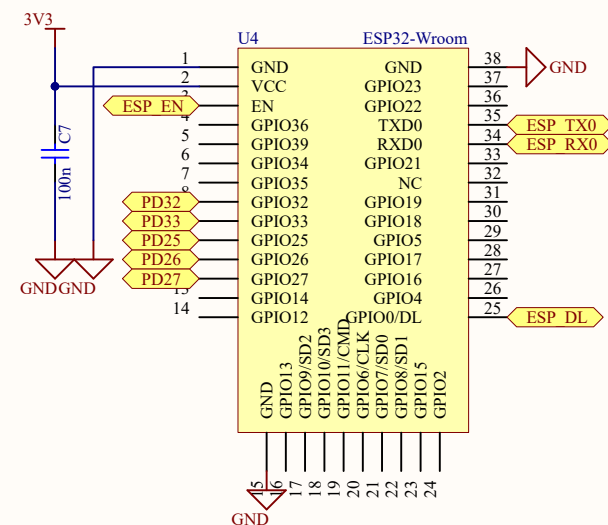 3V3
U4 ESP32-Wroom
1 GND GND 38 GND
2 VCC GPIO23 37
ESP_EN 3 EN GPIO22 36
4 GPIO36 TXD0 35 ESP_TX0
5 GPIO39 RXD0 34 ESP_RX0
6 GPIO34 GPIO21 33
7 GPIO35 NC 32
PD32 8 GPIO32 GPIO19 31
PD33 GPIO33 GPIO18 30
PD25 GPIO25 GPIO5 29
PD26 GPIO26 GPIO17 28
PD27 GPIO27 GPIO16 27
13 GPIO14 GPIO4 26
14 GPIO12 GPIO0/DL 25 ESP_DL
C7
100n
GND GND
GND
GPIO13
GPIO9/SD2
GPIO10/SD3
GPIO11/CMD
GPIO6/CLK
GPIO7/SD0
GPIO8/SD1
GPIO15
GPIO2
15 16 17 18 19 20 21 22 23 24
GND